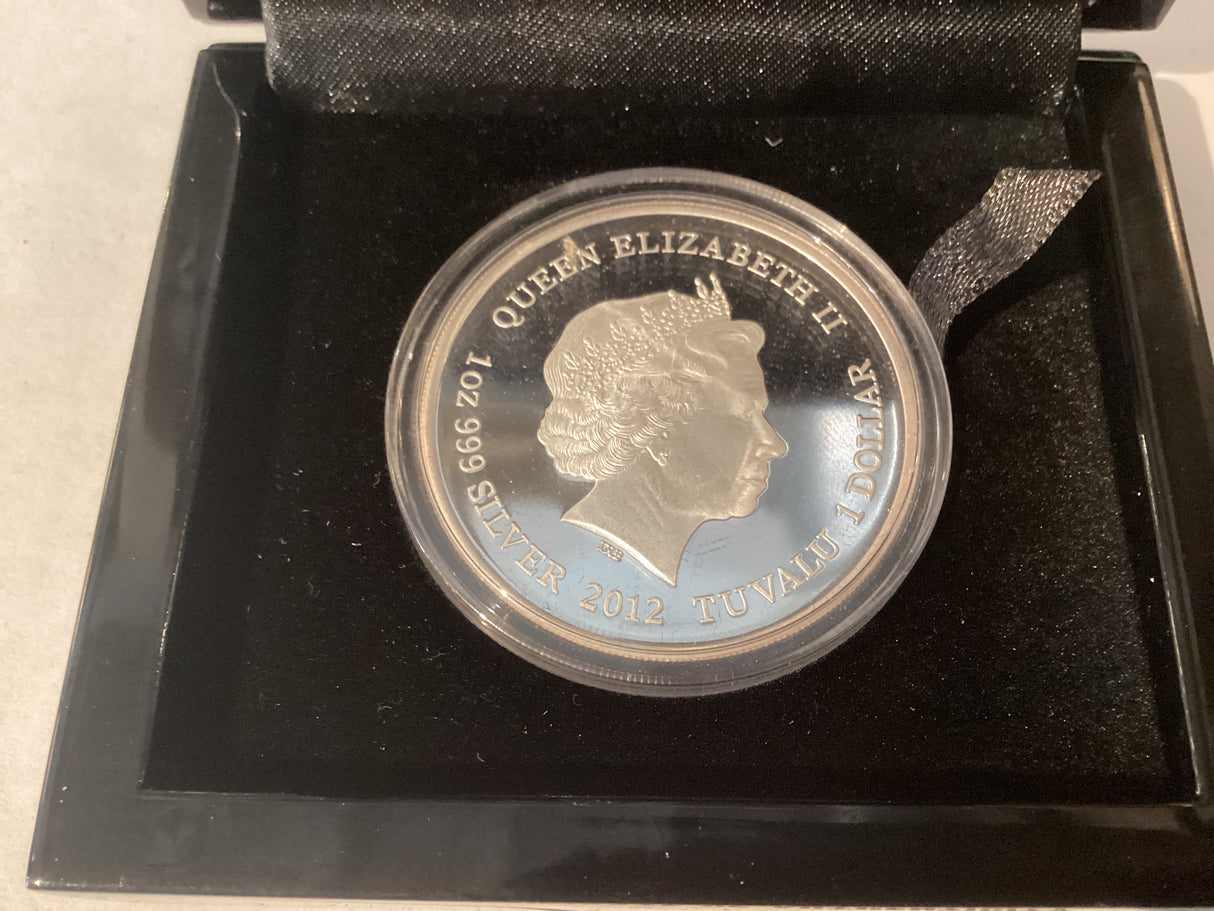 QUEEN ELIZABETH II
1 OZ 999 SILVER 2012 TUVALU 1 DOLLAR
IRB